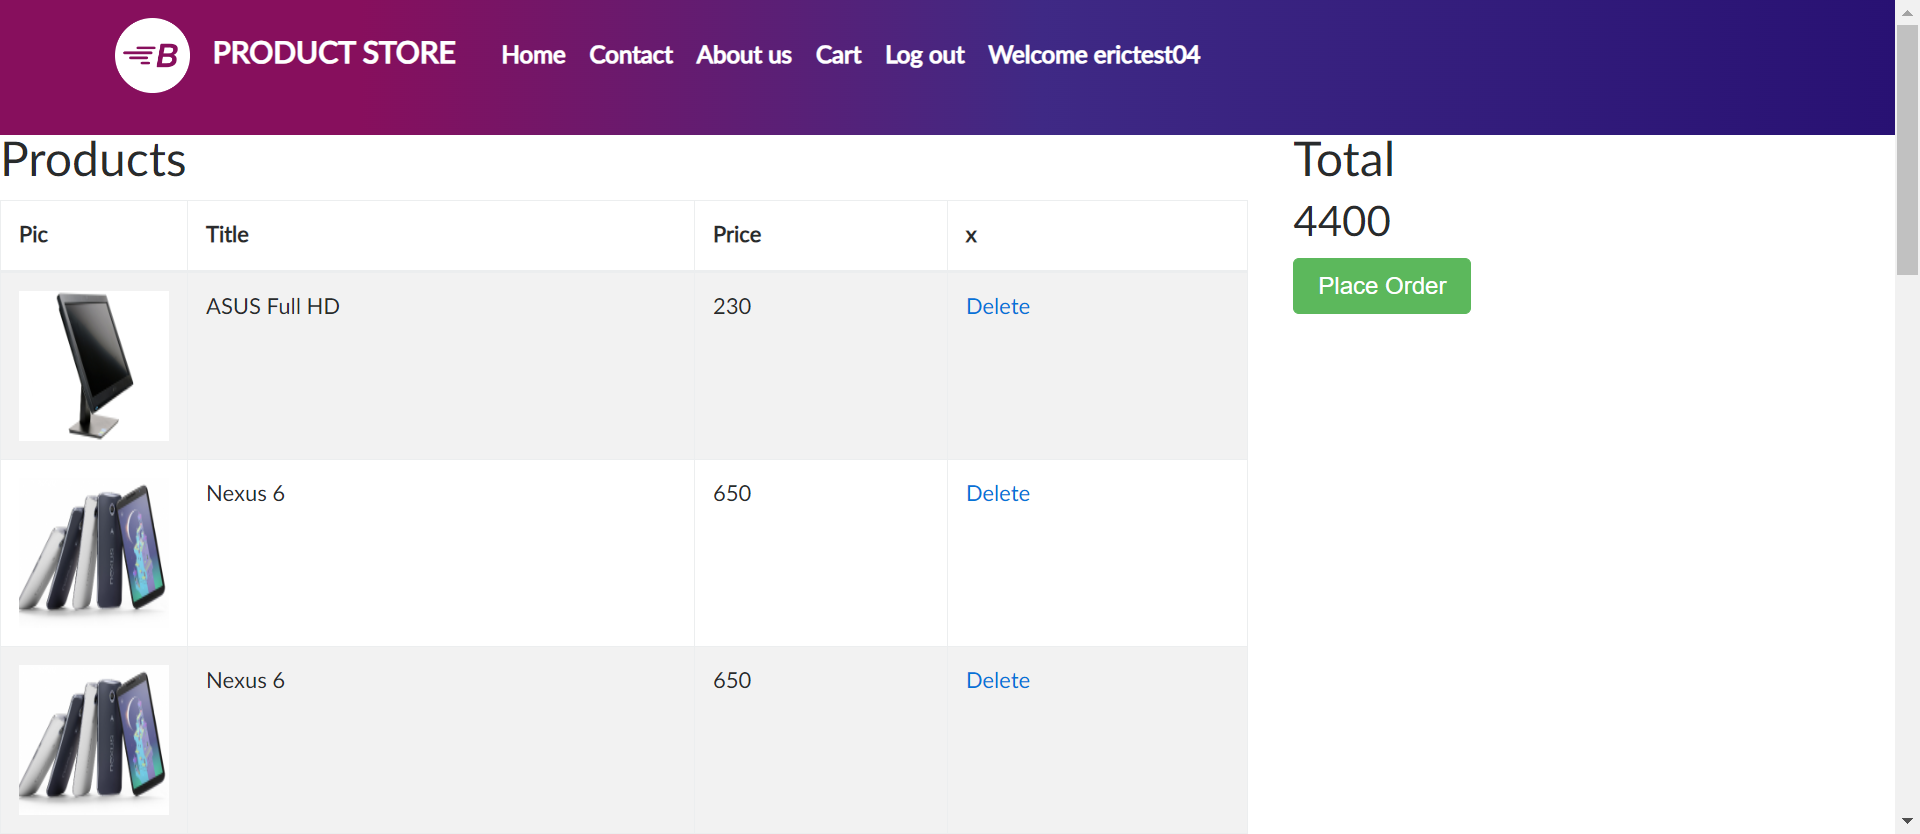 B PRODUCT STORE Home Contact About us Cart Log out Welcome erictest04
Products
Total
4400
Place Order
Pic Title Price x
ASUS Full HD 230 Delete
Nexus 6 650 Delete
Nexus 6 650 Delete